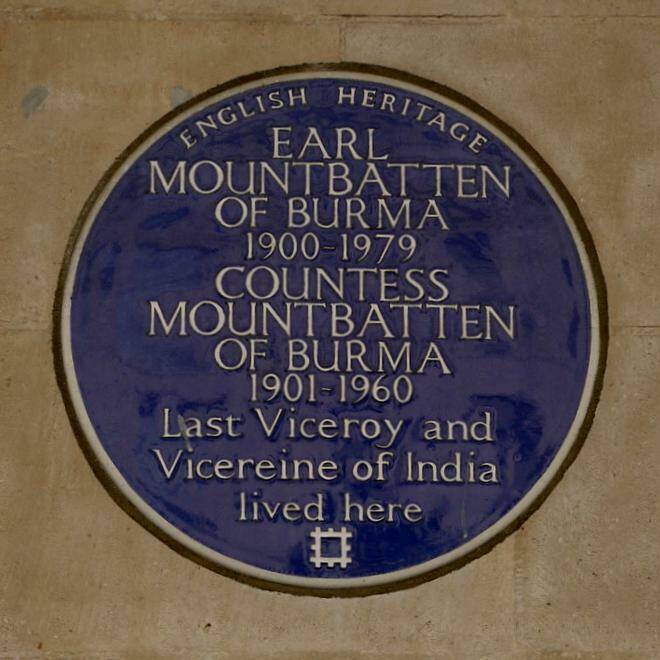 ENGLISH HERITAGE
EARL
MOUNTBATTEN
OF BURMA
1900-1979
COUNTESS
MOUNTBATTEN
OF BURMA
1901-1960
Last Viceroy and
Vicereine of India
lived here